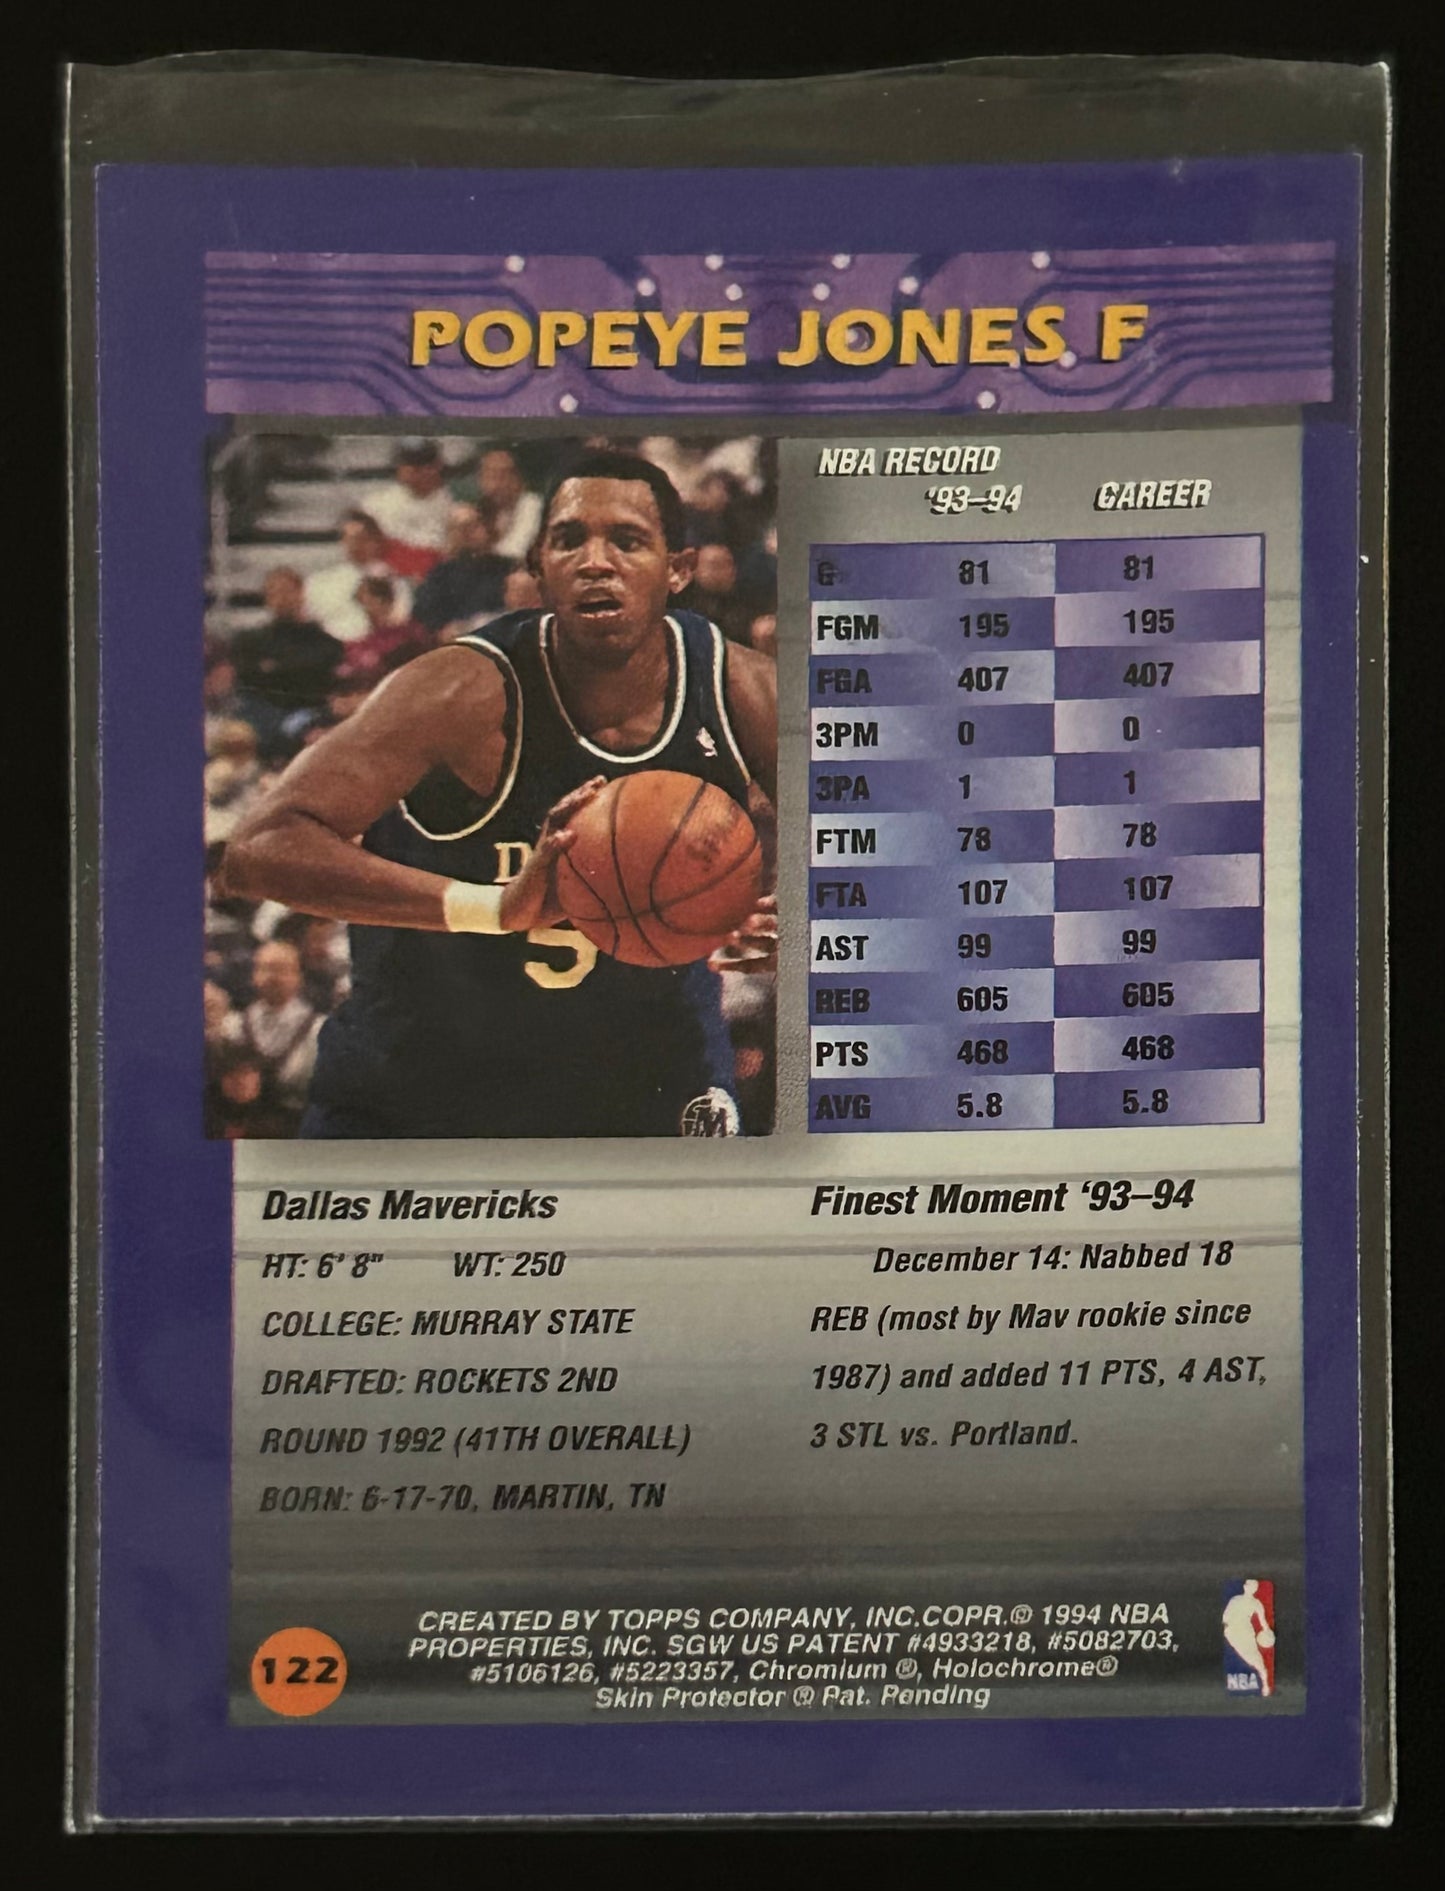 POPEYE JONES F
NBA RECORD
'93–94 CAREER
G 81 81
FGM 195 195
FGA 407 407
3PM 0 0
3PA 1 1
FTM 78 78
FTA 107 107
AST 99 99
REB 605 605
PTS 468 468
AVG 5.8 5.8
D
5
M
Dallas Mavericks
HT: 6' 8" WT: 250
COLLEGE: MURRAY STATE
DRAFTED: ROCKETS 2ND
ROUND 1992 (41TH OVERALL)
BORN: 6-17-70, MARTIN, TN
Finest Moment '93–94
December 14: Nabbed 18
REB (most by Mav rookie since
1987) and added 11 PTS, 4 AST,
3 STL vs. Portland.
122
CREATED BY TOPPS COMPANY, INC.COPR.© 1994 NBA
PROPERTIES, INC. SGW US PATENT #4933218, #5082703,
#5106126, #5223357, Chromium ®, Holochrome®
Skin Protector ® Pat. Pending
NBA